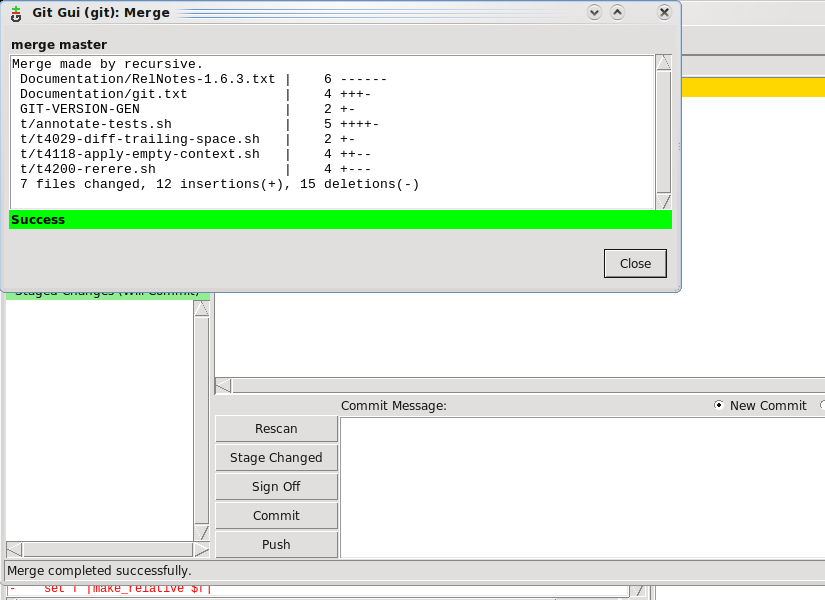 Git Gui (git): Merge
merge master
Merge made by recursive.
Documentation/RelNotes-1.6.3.txt | 6 ------
Documentation/git.txt | 4 +++-
GIT-VERSION-GEN | 2 +-
t/annotate-tests.sh | 5 ++++-
t/t4029-diff-trailing-space.sh | 2 +-
t/t4118-apply-empty-context.sh | 4 ++--
t/t4200-rerere.sh | 4 +---
7 files changed, 12 insertions(+), 15 deletions(-)
Success
Close
Staged Changes (Will Commit)
Commit Message:
New Commit
Rescan
Stage Changed
Sign Off
Commit
Push
Merge completed successfully.
- set f [make_relative $f]